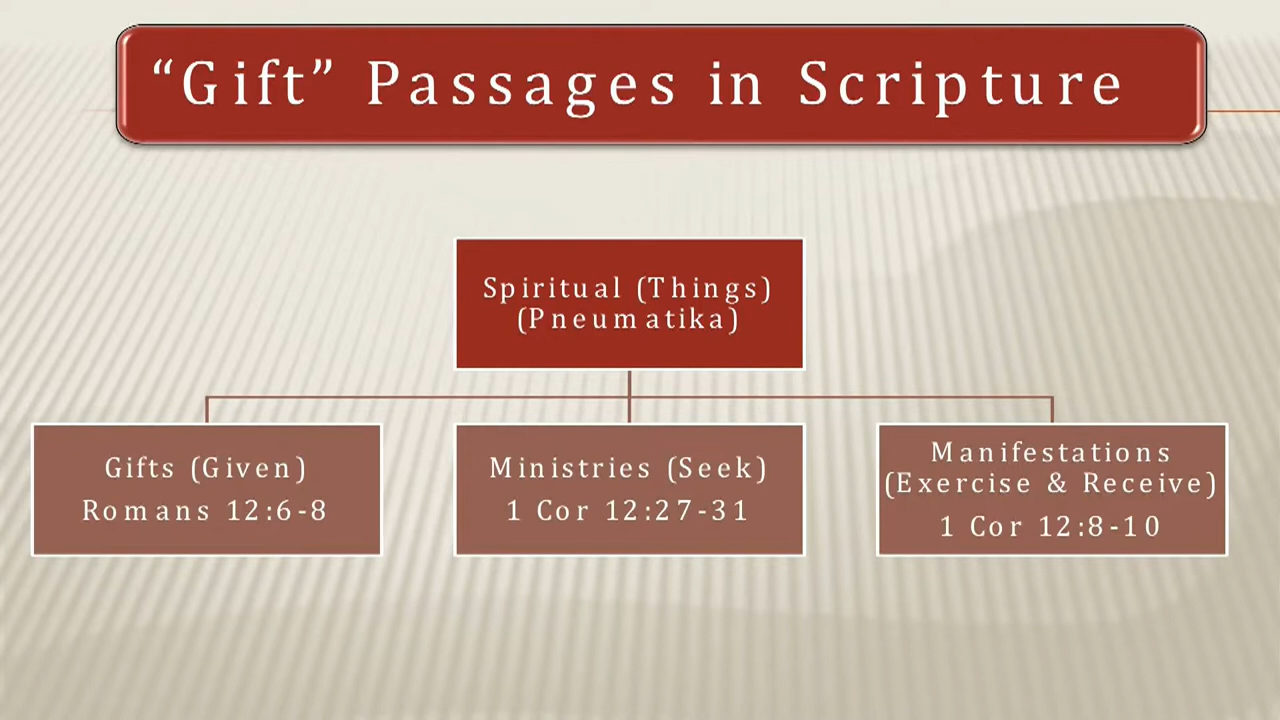 “Gift” Passages in Scripture
Spiritual (Things)
(Pneumatika)
Gifts (Given)
Romans 12:6-8
Ministries (Seek)
1 Cor 12:27-31
Manifestations
(Exercise & Receive)
1 Cor 12:8-10